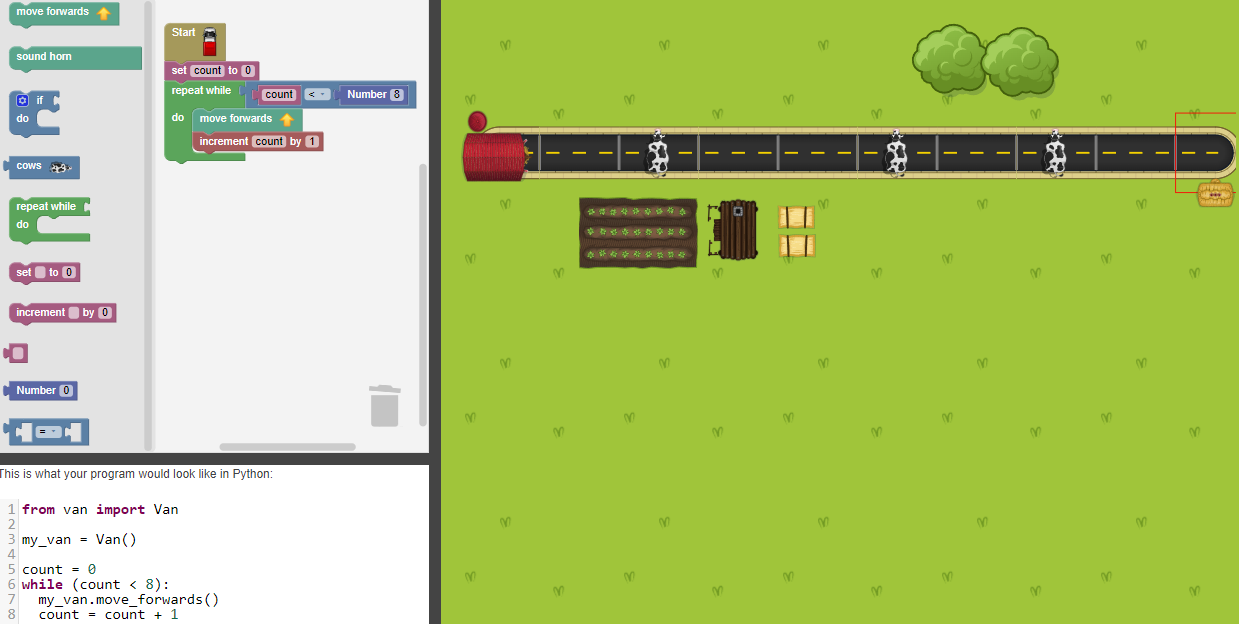 move forwards
sound horn
if
do
cows
repeat while
do
set to 0
increment by 0
Number 0
=
Start
set count to 0
repeat while count < Number 8
do move forwards
increment count by 1
This is what your program would look like in Python:
1 from van import Van
2
3 my_van = Van()
4
5 count = 0
6 while (count < 8):
7 my_van.move_forwards()
8 count = count + 1